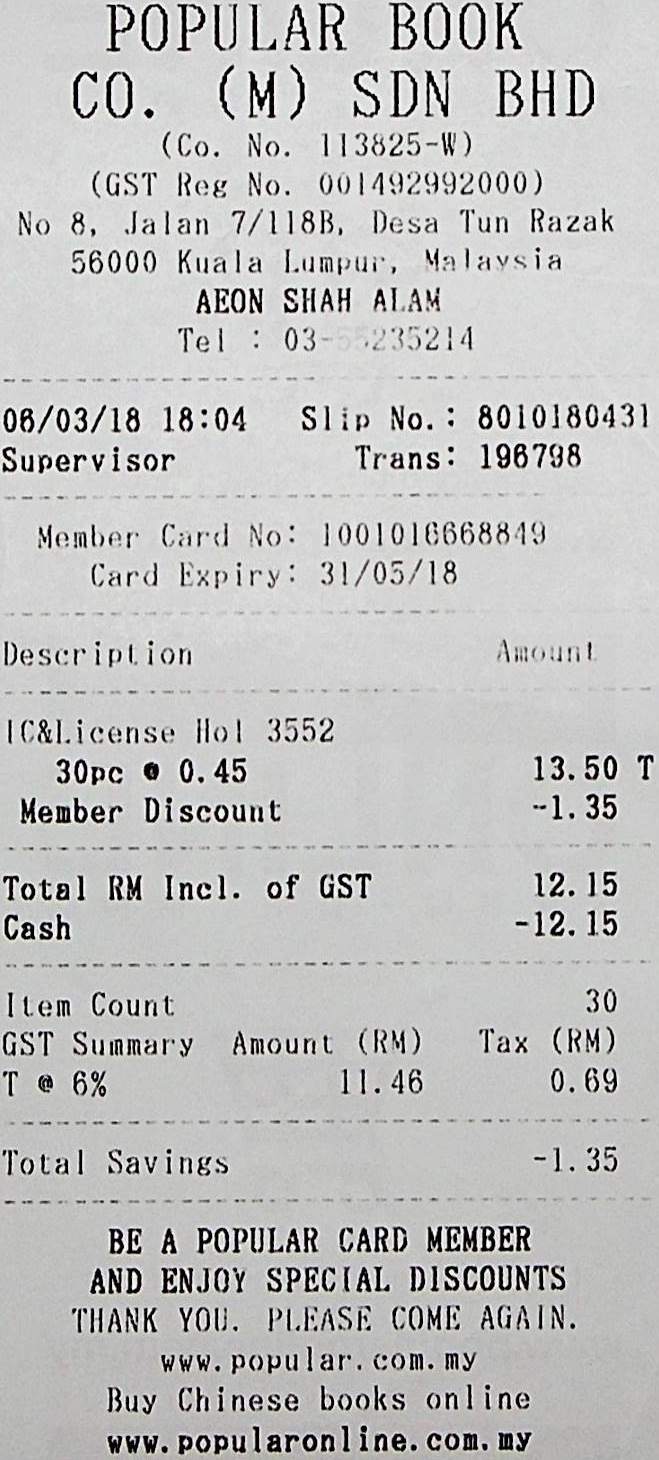 POPULAR BOOK
CO. (M) SDN BHD
(Co. No. 113825-W)
(GST Reg No. 001492992000)
No 8, Jalan 7/118B, Desa Tun Razak
56000 Kuala Lumpur, Malaysia
AEON SHAH ALAM
Tel : 03-55235214
06/03/18 18:04 Slip No.: 8010180431
Supervisor Trans: 196798
Member Card No: 1001016668849
Card Expiry: 31/05/18
Description Amount
IC&License Hol 3552
30pc @ 0.45 13.50 T
Member Discount -1.35
Total RM Incl. of GST 12.15
Cash -12.15
Item Count 30
GST Summary Amount (RM) Tax (RM)
T @ 6% 11.46 0.69
Total Savings -1.35
BE A POPULAR CARD MEMBER
AND ENJOY SPECIAL DISCOUNTS
THANK YOU. PLEASE COME AGAIN.
www.popular.com.my
Buy Chinese books online
www.popularonline.com.my